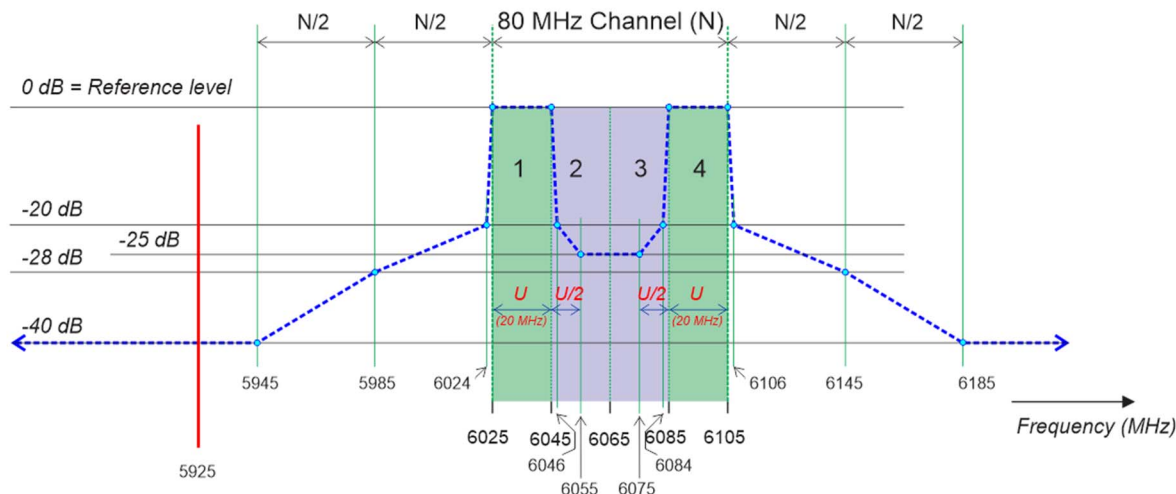 N/2 N/2 80 MHz Channel (N) N/2 N/2
0 dB = Reference level
1 2 3 4
-20 dB
-25 dB
-28 dB
U U/2 U/2 U
(20 MHz) (20 MHz)
-40 dB
5945 5985 6024 6106 6145 6185
6025 6045 6065 6085 6105
Frequency (MHz)
6046 6084
5925
6055 6075